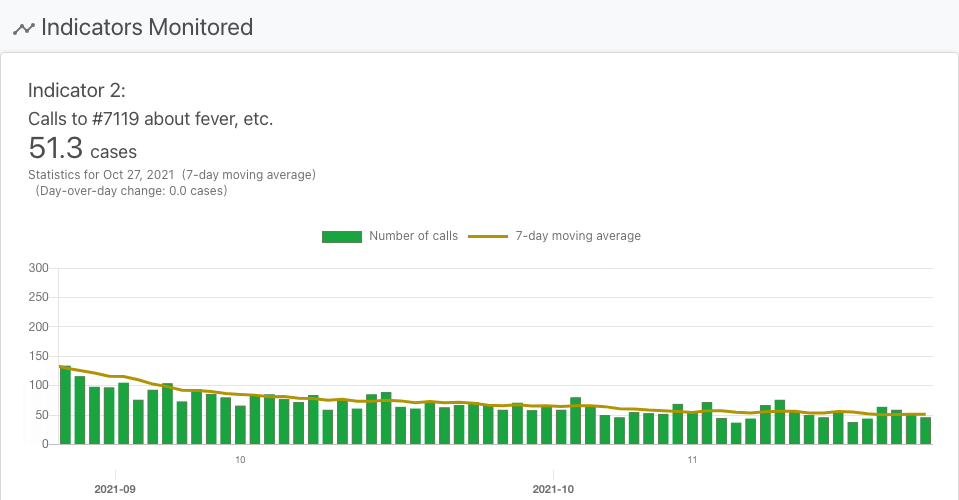 Indicators Monitored
Indicator 2:
Calls to #7119 about fever, etc.
51.3 cases
Statistics for Oct 27, 2021 (7-day moving average)
(Day-over-day change: 0.0 cases)
Number of calls 7-day moving average
300
250
200
150
100
50
0
10 11
2021-09 2021-10